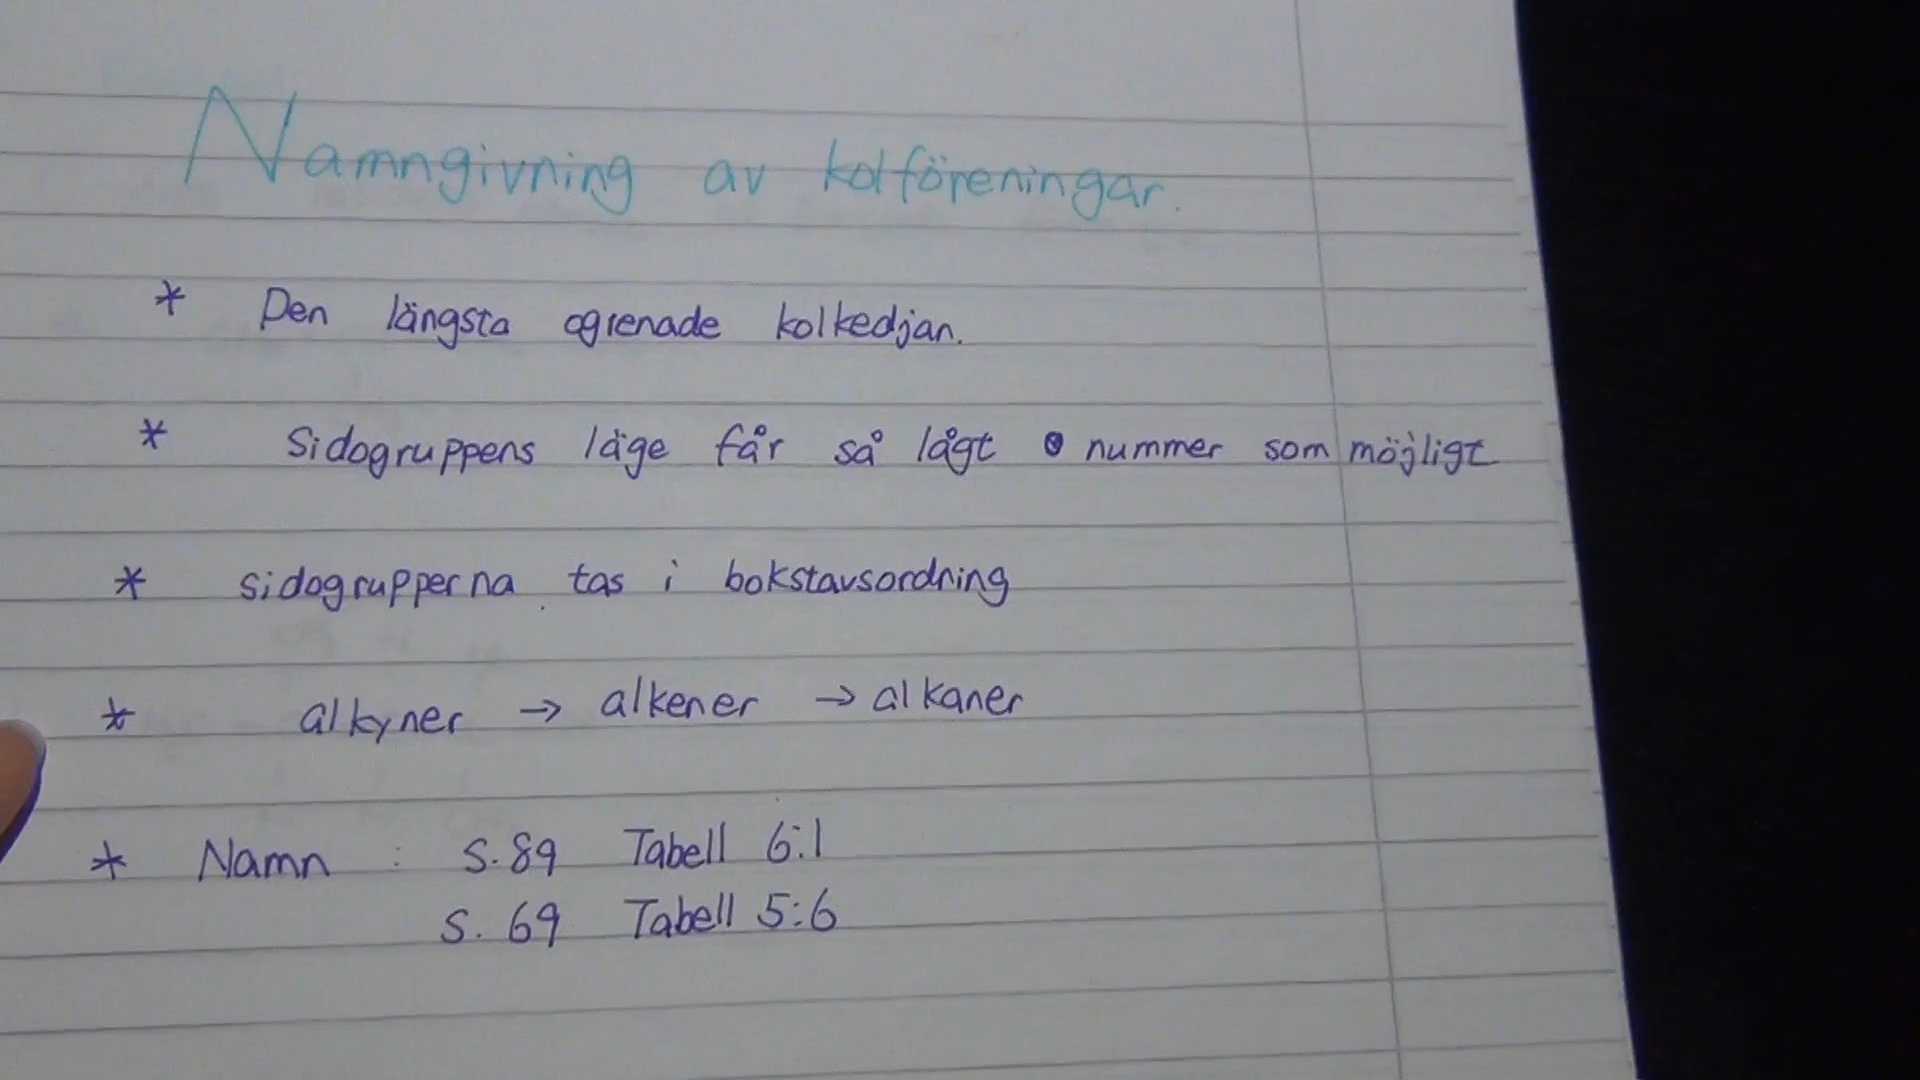 Namngivning av kolföreningar.
* Den längsta ogrenade kolkedjan.
* Sidogruppens läge får så lågt nummer som möjligt
* sidogrupperna tas i bokstavsordning
* alkyner → alkener → alkaner
* Namn : s. 89 Tabell 6:1
s. 69 Tabell 5:6